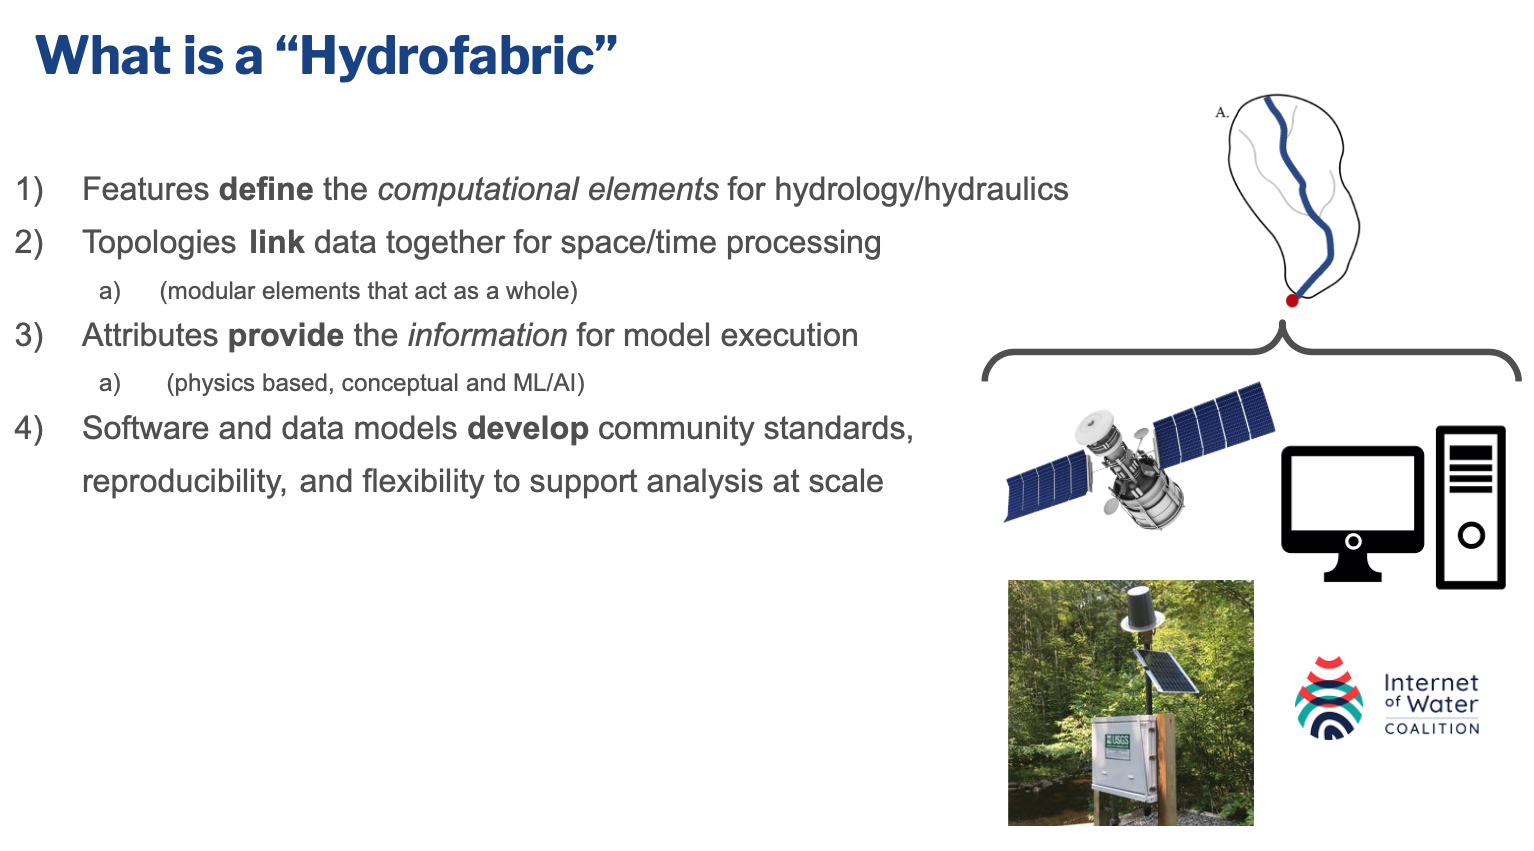 What is a “Hydrofabric”
A.
1) Features define the computational elements for hydrology/hydraulics
2) Topologies link data together for space/time processing
a) (modular elements that act as a whole)
3) Attributes provide the information for model execution
a) (physics based, conceptual and ML/AI)
4) Software and data models develop community standards,
reproducibility, and flexibility to support analysis at scale
USGS
Internet
of Water
COALITION